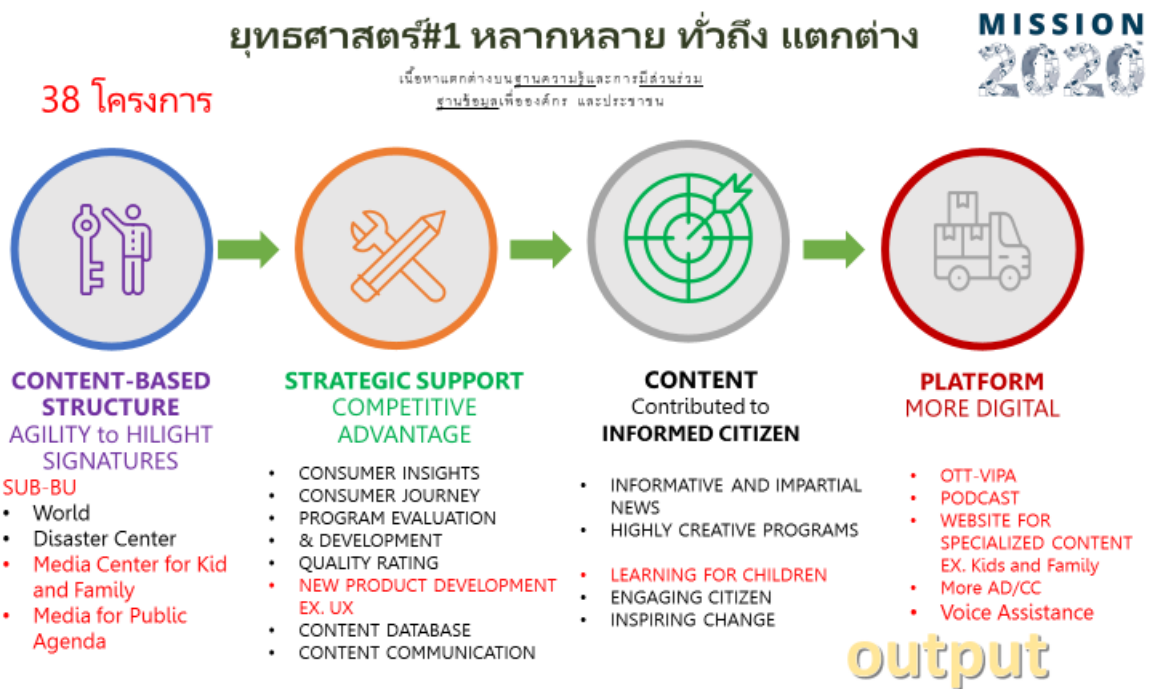 ยุทธศาสตร์#1 หลากหลาย ทั่วถึง แตกต่าง
MISSION
2020
เนื้อหาแตกต่างบนฐานความรู้และการมีส่วนร่วม
ฐานข้อมูลเพื่อองค์กร และประชาชน
38 โครงการ
CONTENT-BASED
STRUCTURE
AGILITY to HILIGHT
SIGNATURES
SUB-BU
• World
• Disaster Center
• Media Center for Kid
and Family
• Media for Public
Agenda
STRATEGIC SUPPORT
COMPETITIVE
ADVANTAGE
• CONSUMER INSIGHTS
• CONSUMER JOURNEY
• PROGRAM EVALUATION
• & DEVELOPMENT
• QUALITY RATING
• NEW PRODUCT DEVELOPMENT
EX. UX
• CONTENT DATABASE
• CONTENT COMMUNICATION
CONTENT
Contributed to
INFORMED CITIZEN
• INFORMATIVE AND IMPARTIAL
NEWS
• HIGHLY CREATIVE PROGRAMS
• LEARNING FOR CHILDREN
• ENGAGING CITIZEN
• INSPIRING CHANGE
PLATFORM
MORE DIGITAL
• OTT-VIPA
• PODCAST
• WEBSITE FOR
SPECIALIZED CONTENT
EX. Kids and Family
• More AD/CC
• Voice Assistance
output